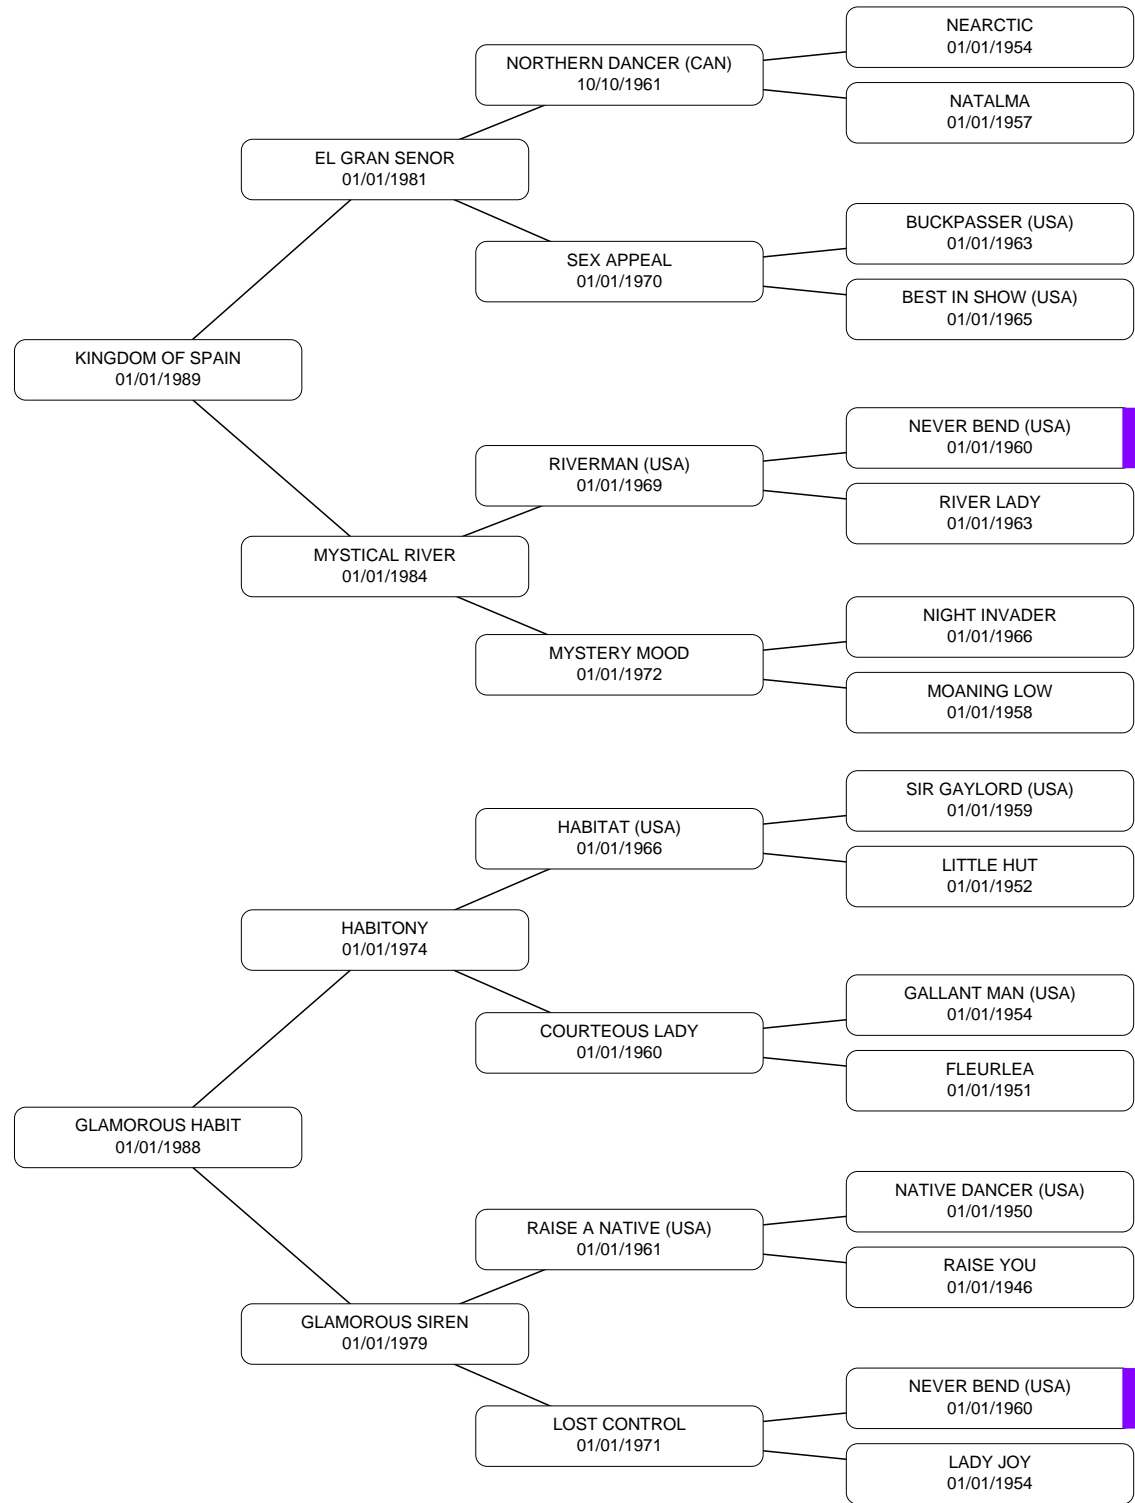 NEARCTIC
01/01/1954
NORTHERN DANCER (CAN)
10/10/1961
NATALMA
01/01/1957
EL GRAN SENOR
01/01/1981
BUCKPASSER (USA)
01/01/1963
SEX APPEAL
01/01/1970
BEST IN SHOW (USA)
01/01/1965
KINGDOM OF SPAIN
01/01/1989
NEVER BEND (USA)
01/01/1960
RIVERMAN (USA)
01/01/1969
RIVER LADY
01/01/1963
MYSTICAL RIVER
01/01/1984
NIGHT INVADER
01/01/1966
MYSTERY MOOD
01/01/1972
MOANING LOW
01/01/1958
SIR GAYLORD (USA)
01/01/1959
HABITAT (USA)
01/01/1966
LITTLE HUT
01/01/1952
HABITONY
01/01/1974
GALLANT MAN (USA)
01/01/1954
COURTEOUS LADY
01/01/1960
FLEURLEA
01/01/1951
GLAMOROUS HABIT
01/01/1988
NATIVE DANCER (USA)
01/01/1950
RAISE A NATIVE (USA)
01/01/1961
RAISE YOU
01/01/1946
GLAMOROUS SIREN
01/01/1979
NEVER BEND (USA)
01/01/1960
LOST CONTROL
01/01/1971
LADY JOY
01/01/1954